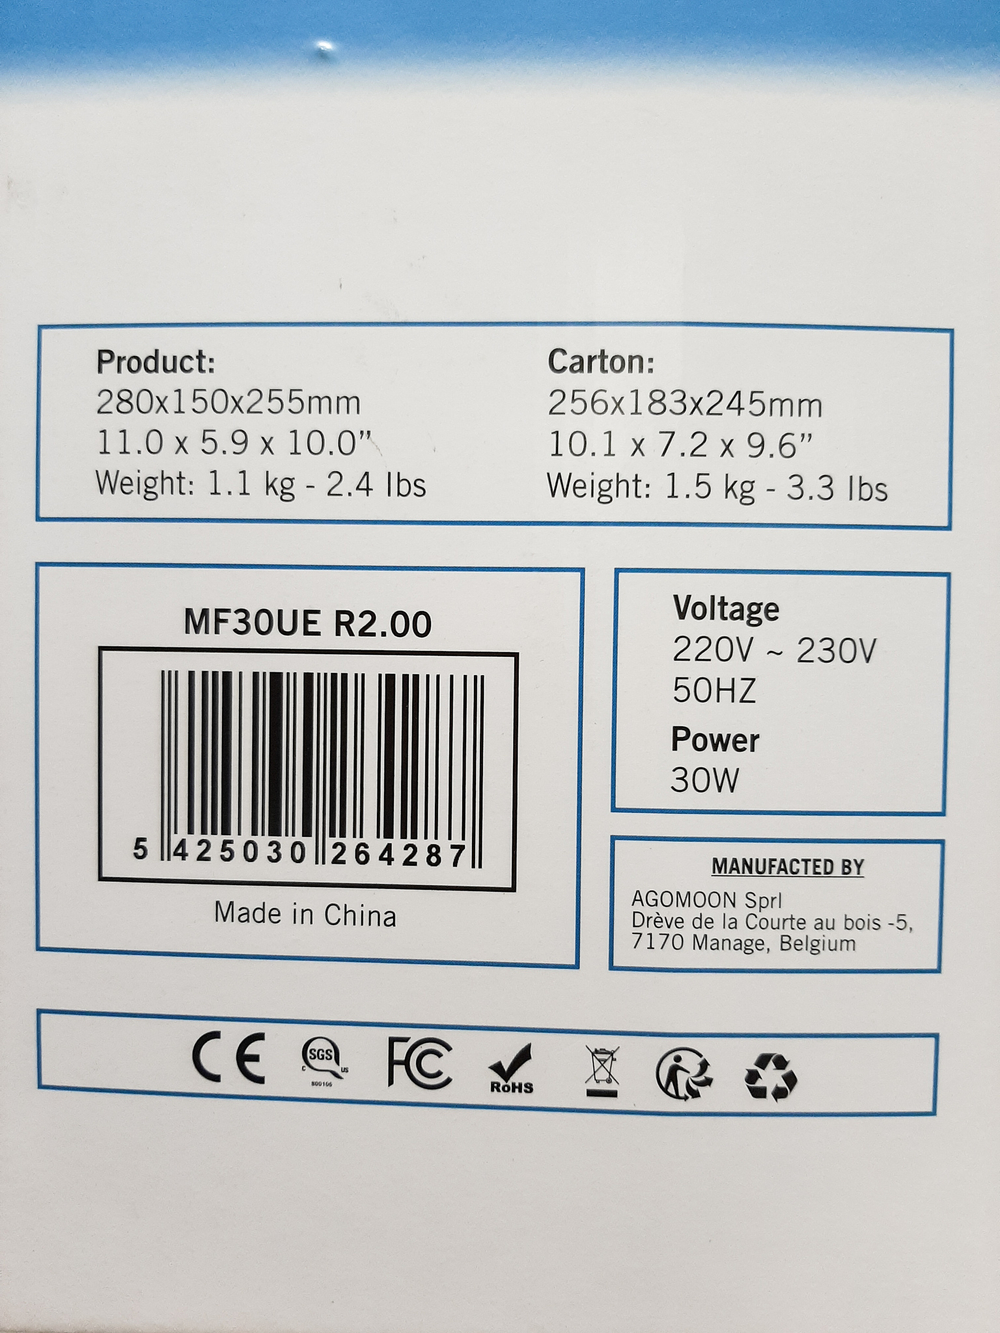 Product:
280x150x255mm
11.0 x 5.9 x 10.0"
Weight: 1.1 kg - 2.4 lbs
Carton:
256x183x245mm
10.1 x 7.2 x 9.6"
Weight: 1.5 kg - 3.3 lbs
MF30UE R2.00
5 425030 264287
Made in China
Voltage
220V ~ 230V
50HZ
Power
30W
MANUFACTED BY
AGOMOON Sprl
Drève de la Courte au bois -5,
7170 Manage, Belgium
CE
SGS
C US
FC
RoHS